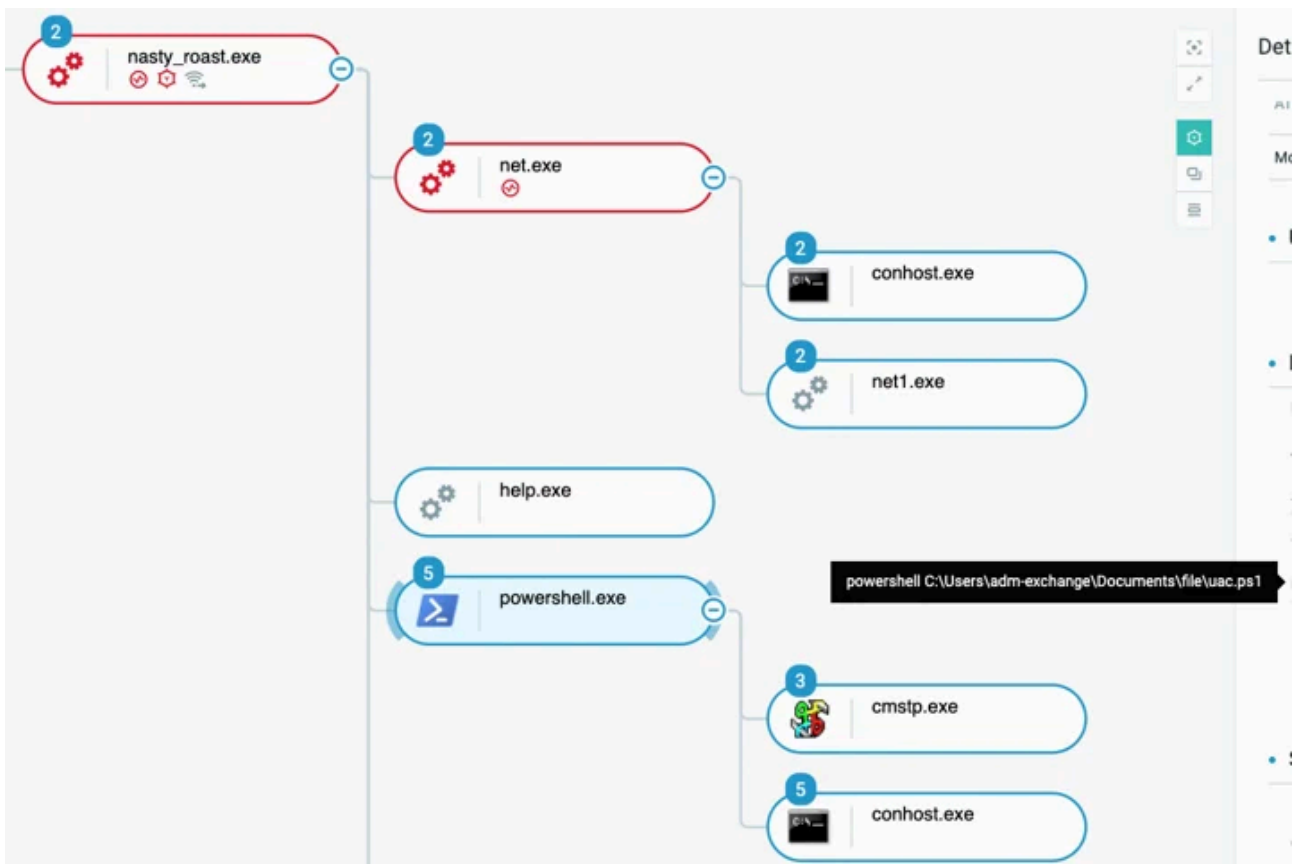 2
nasty_roast.exe
Det
2
net.exe
2
conhost.exe
2
net1.exe
help.exe
powershell C:\Users\adm-exchange\Documents\file\uac.ps1
5
powershell.exe
3
cmstp.exe
5
conhost.exe